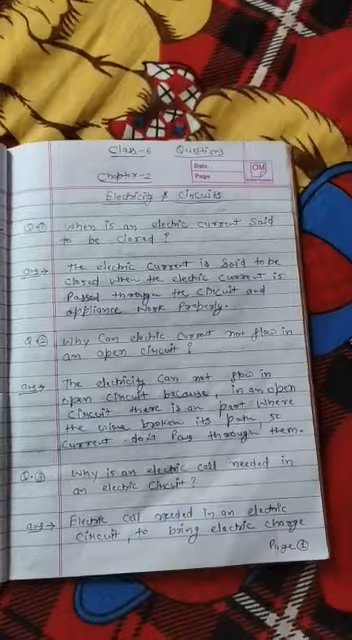 Class-6 Questions
Date
Page
OM
Chapter-2
Electricity & Circuits
Q.① When is an electric current said
to be closed?
Ans→ The electric current is said to be
closed when the electric current is
passed through the circuit and
appliance work properly.
Q② Why can electric current not flow in
an open circuit?
Ans→ The electricity can not flow in
open circuit because, in an open
circuit there is an part where
the wire broken its path, so
current don't pass through them.
Q.③ Why is an electric cell needed in
an electric circuit?
Ans→ Electric cell needed in an electric
circuit, to bring electric charge
Page ①